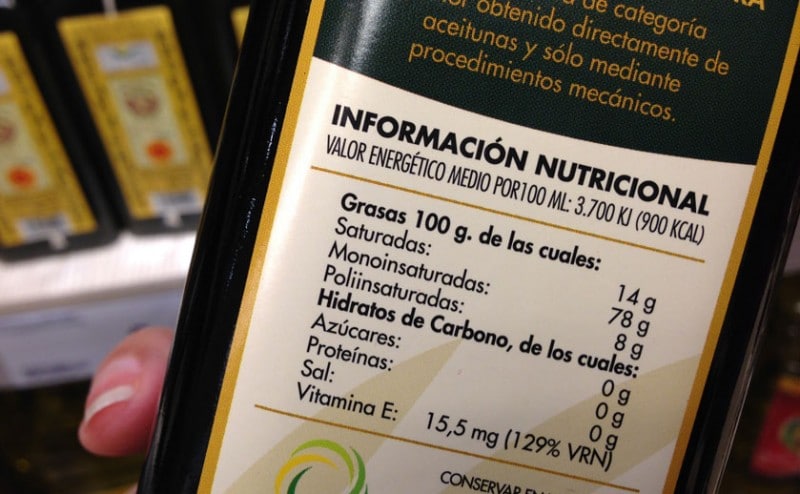 de categoría
obtenido directamente de
aceitunas y sólo mediante
procedimientos mecánicos.
INFORMACIÓN NUTRICIONAL
VALOR ENERGÉTICO MEDIO POR100 ML: 3.700 KJ (900 KCAL)
Grasas 100 g. de las cuales:
Saturadas: 14 g
Monoinsaturadas: 78 g
Poliinsaturadas: 8 g
Hidratos de Carbono, de los cuales:
Azúcares: 0 g
Proteínas: 0 g
Sal: 0 g
Vitamina E: 15,5 mg (129% VRN)
CONSERVAR